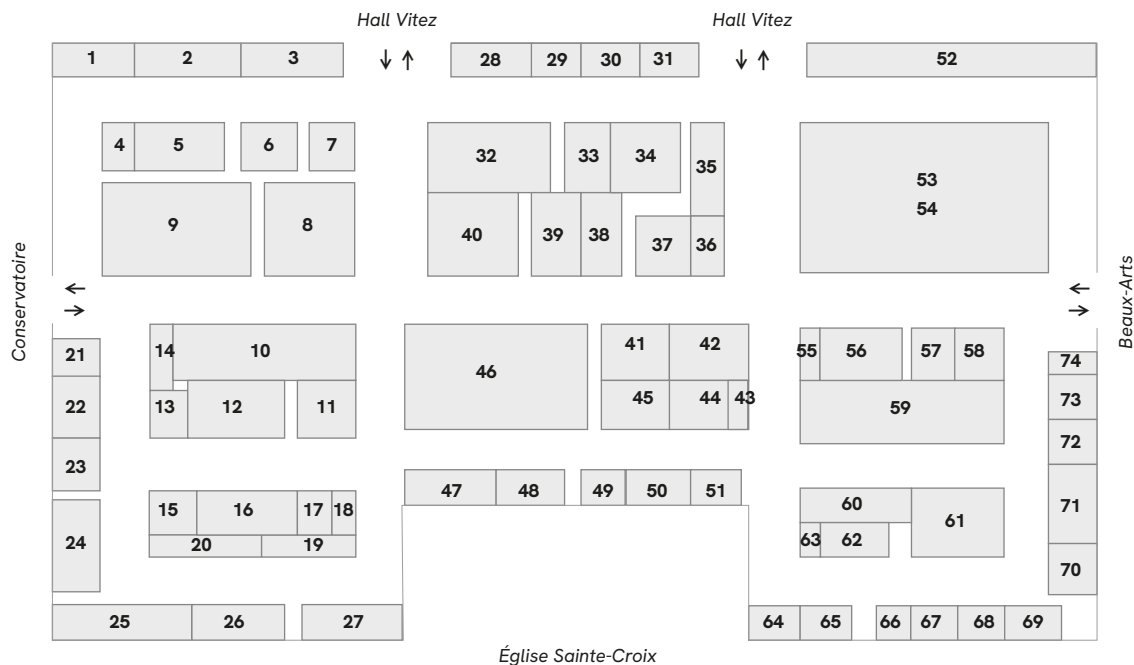 Hall Vitez Hall Vitez
1 2 3 28 29 30 31 52
4 5 6 7 32 33 34 35
53
54
9 8 40 39 38 37 36
Conservatoire
Beaux-Arts
21 14 10 46 41 42 55 56 57 58 74
22 13 12 11 45 44 43 59 73
72
23
47 48 49 50 51
15 16 17 18 60 61 71
24 20 19 63 62
70
25 26 27 64 65 66 67 68 69
Église Sainte-Croix